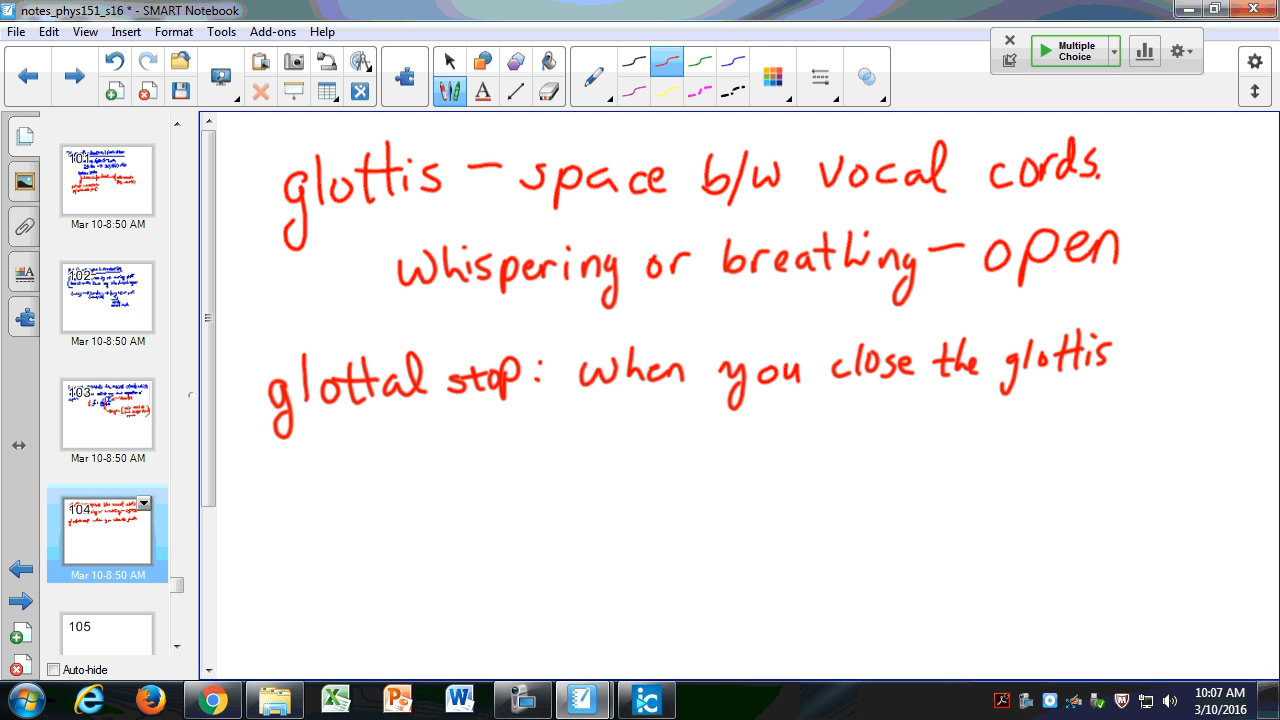 notes_phys151_s16 * - SMART Notebook
File Edit View Insert Format Tools Add-ons Help
Multiple Choice
101
Mar 10-8:50 AM
102
Mar 10-8:50 AM
103
Mar 10-8:50 AM
104
Mar 10-8:50 AM
105
Auto-hide
glottis - space b/w vocal cords.
whispering or breathing - open
glottal stop: when you close the glottis
10:07 AM
3/10/2016